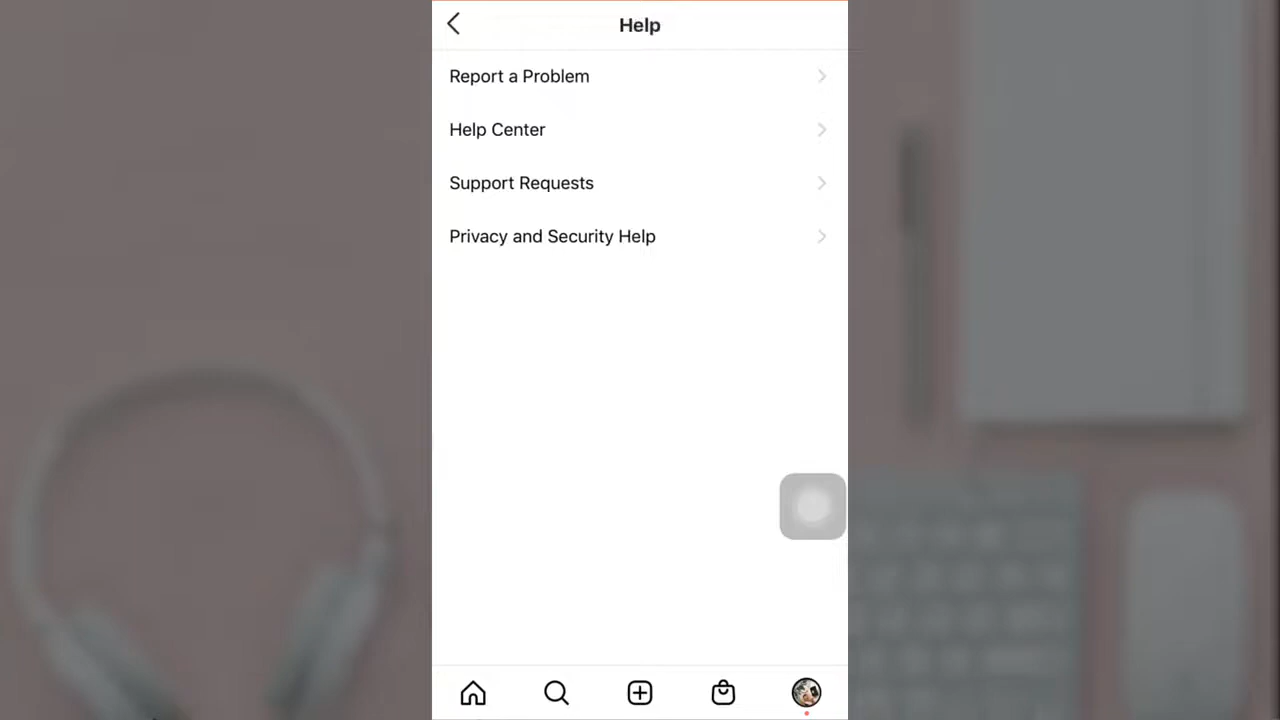 Help
Report a Problem
Help Center
Support Requests
Privacy and Security Help